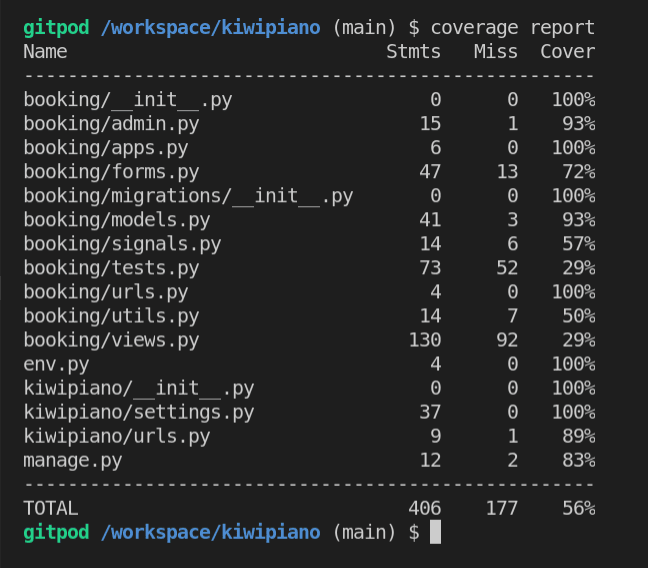 gitpod /workspace/kiwipiano (main) $ coverage report
Name                             Stmts   Miss  Cover
----------------------------------------------------
booking/__init__.py                  0      0   100%
booking/admin.py                    15      1    93%
booking/apps.py                      6      0   100%
booking/forms.py                    47     13    72%
booking/migrations/__init__.py       0      0   100%
booking/models.py                   41      3    93%
booking/signals.py                  14      6    57%
booking/tests.py                    73     52    29%
booking/urls.py                      4      0   100%
booking/utils.py                    14      7    50%
booking/views.py                   130     92    29%
env.py                               4      0   100%
kiwipiano/__init__.py                0      0   100%
kiwipiano/settings.py               37      0   100%
kiwipiano/urls.py                    9      1    89%
manage.py                           12      2    83%
----------------------------------------------------
TOTAL                              406    177    56%
gitpod /workspace/kiwipiano (main) $